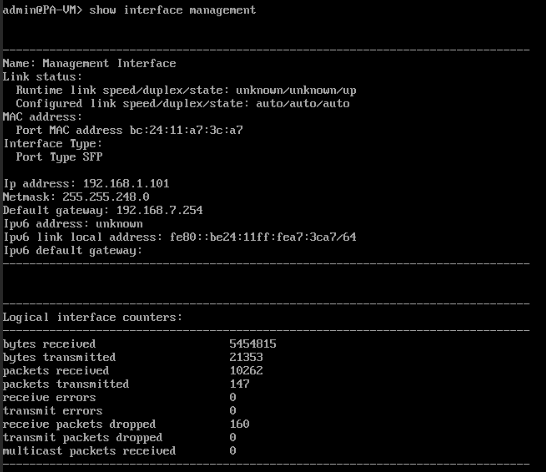 admin@PA-VM> show interface management
--------------------------------------------------------------------------------
Name: Management Interface
Link status:
  Runtime link speed/duplex/state: unknown/unknown/up
  Configured link speed/duplex/state: auto/auto/auto
MAC address:
  Port MAC address bc:24:11:a7:3c:a7
Interface Type:
  Port Type SFP
Ip address: 192.168.1.101
Netmask: 255.255.248.0
Default gateway: 192.168.7.254
Ipv6 address: unknown
Ipv6 link local address: fe80::be24:11ff:fea7:3ca7/64
Ipv6 default gateway:
--------------------------------------------------------------------------------
--------------------------------------------------------------------------------
Logical interface counters:
--------------------------------------------------------------------------------
bytes received                    5454815
bytes transmitted                 21353
packets received                  10262
packets transmitted               147
receive errors                    0
transmit errors                   0
receive packets dropped           160
transmit packets dropped          0
multicast packets received        0
--------------------------------------------------------------------------------